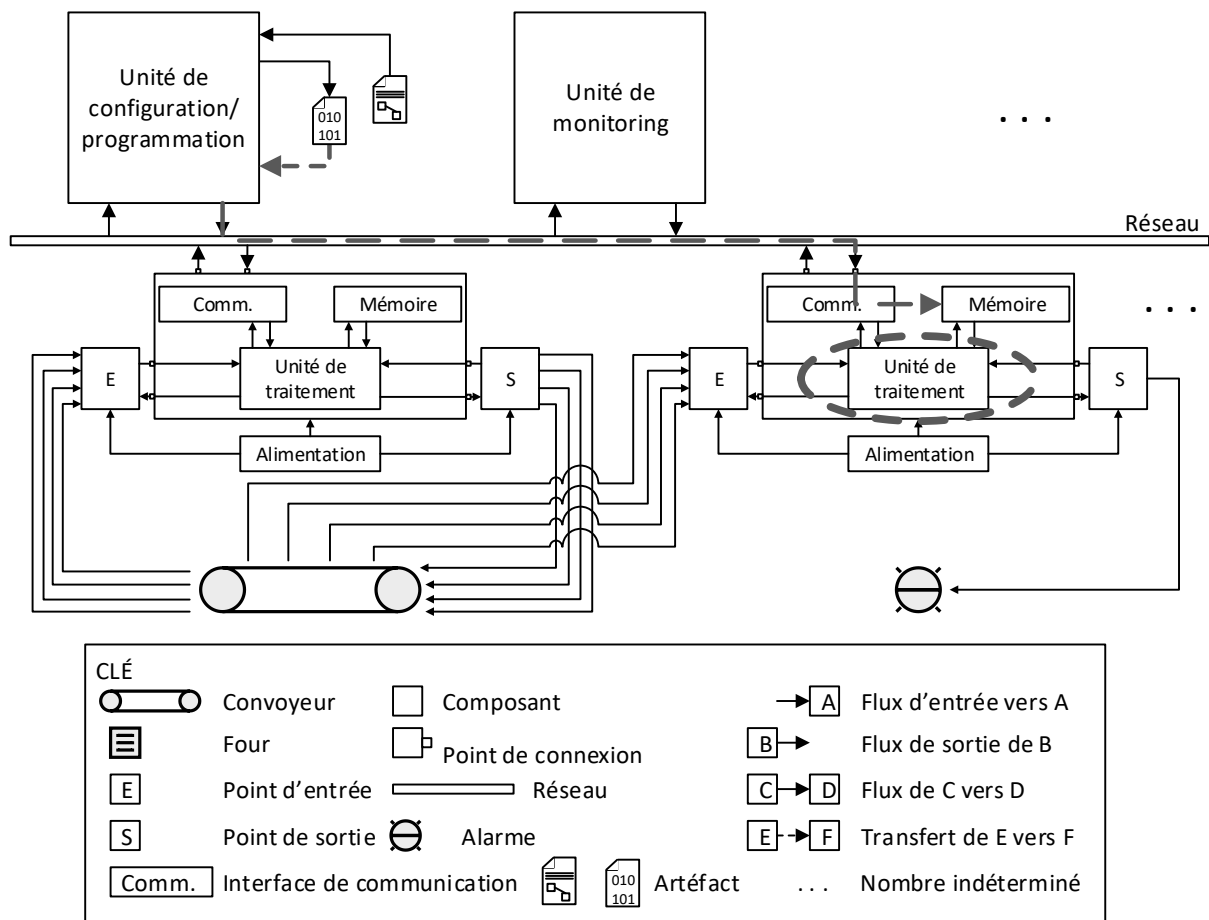 Unité de
configuration/
programmation
010
101
Unité de
monitoring
. . .
Réseau
Comm.
Mémoire
E
Unité de
traitement
S
Alimentation
Comm.
Mémoire
. . .
E
Unité de
traitement
S
Alimentation
CLÉ
Convoyeur
Composant
A
Flux d'entrée vers A
Four
Point de connexion
B
Flux de sortie de B
E
Point d'entrée
Réseau
C
D
Flux de C vers D
S
Point de sortie
Alarme
E
F
Transfert de E vers F
Comm.
Interface de communication
010
101
Artéfact
. . .
Nombre indéterminé